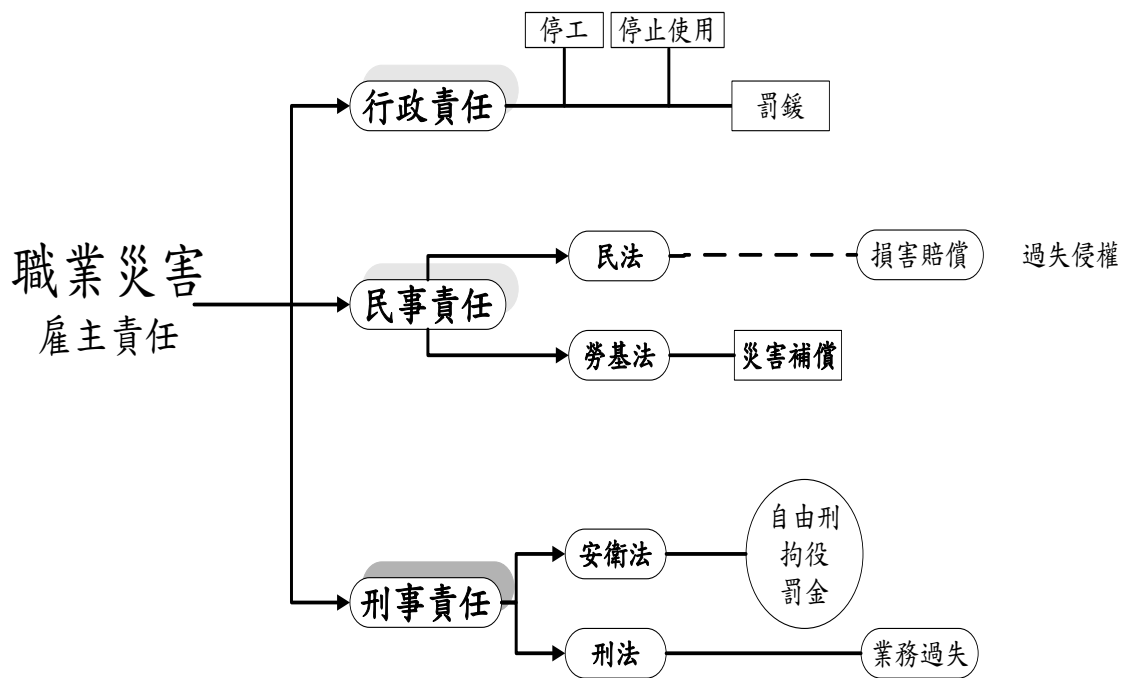 停工
停止使用
行政責任
罰鍰
職業災害
雇主責任
民事責任
民法
損害賠償
過失侵權
勞基法
災害補償
刑事責任
安衛法
自由刑
拘役
罰金
刑法
業務過失